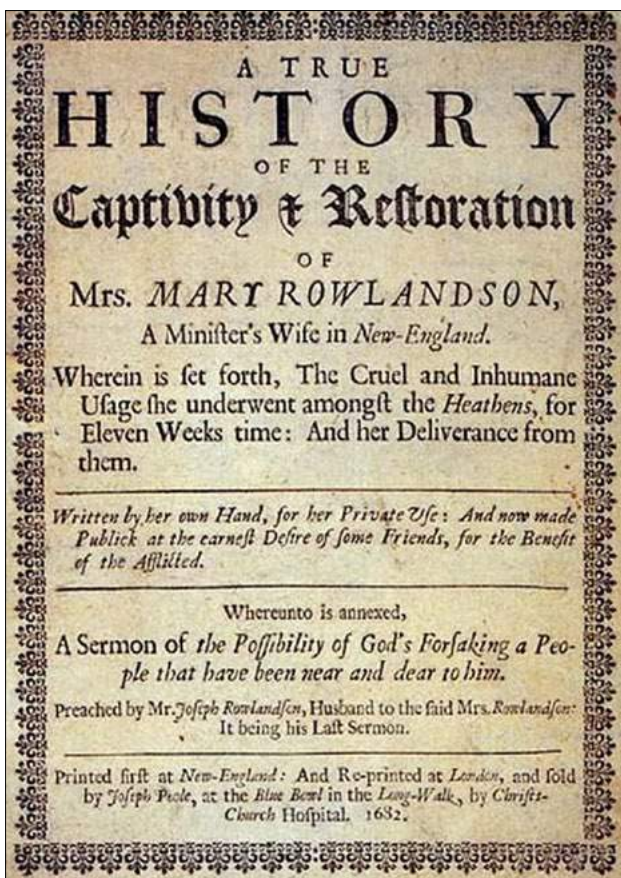 A TRUE
HISTORY
OF THE
Captivity & Reſtoration
OF
Mrs. MARY ROWLANDSON,
A Miniſter's Wife in New-England.
Wherein is ſet forth, The Cruel and Inhumane
Uſage ſhe underwent amongſt the Heathens, for
Eleven Weeks time: And her Deliverance from
them.
Written by her own Hand, for her Private Uſe: And now made
Publick at the earneſt Deſire of ſome Friends, for the Benefit
of the Afflicted.
Whereunto is annexed,
A Sermon of the Poſſibility of God's Forſaking a Peo-
ple that have been near and dear to him.
Preached by Mr. Joſeph Rowlandſon, Husband to the ſaid Mrs. Rowlandſon:
It being his Laſt Sermon.
Printed firſt at New-England: And Re-printed at London, and ſold
by Joſeph Poole, at the Blue Bowl in the Long-Walk, by Chriſts-
Church Hoſpital. 1682.